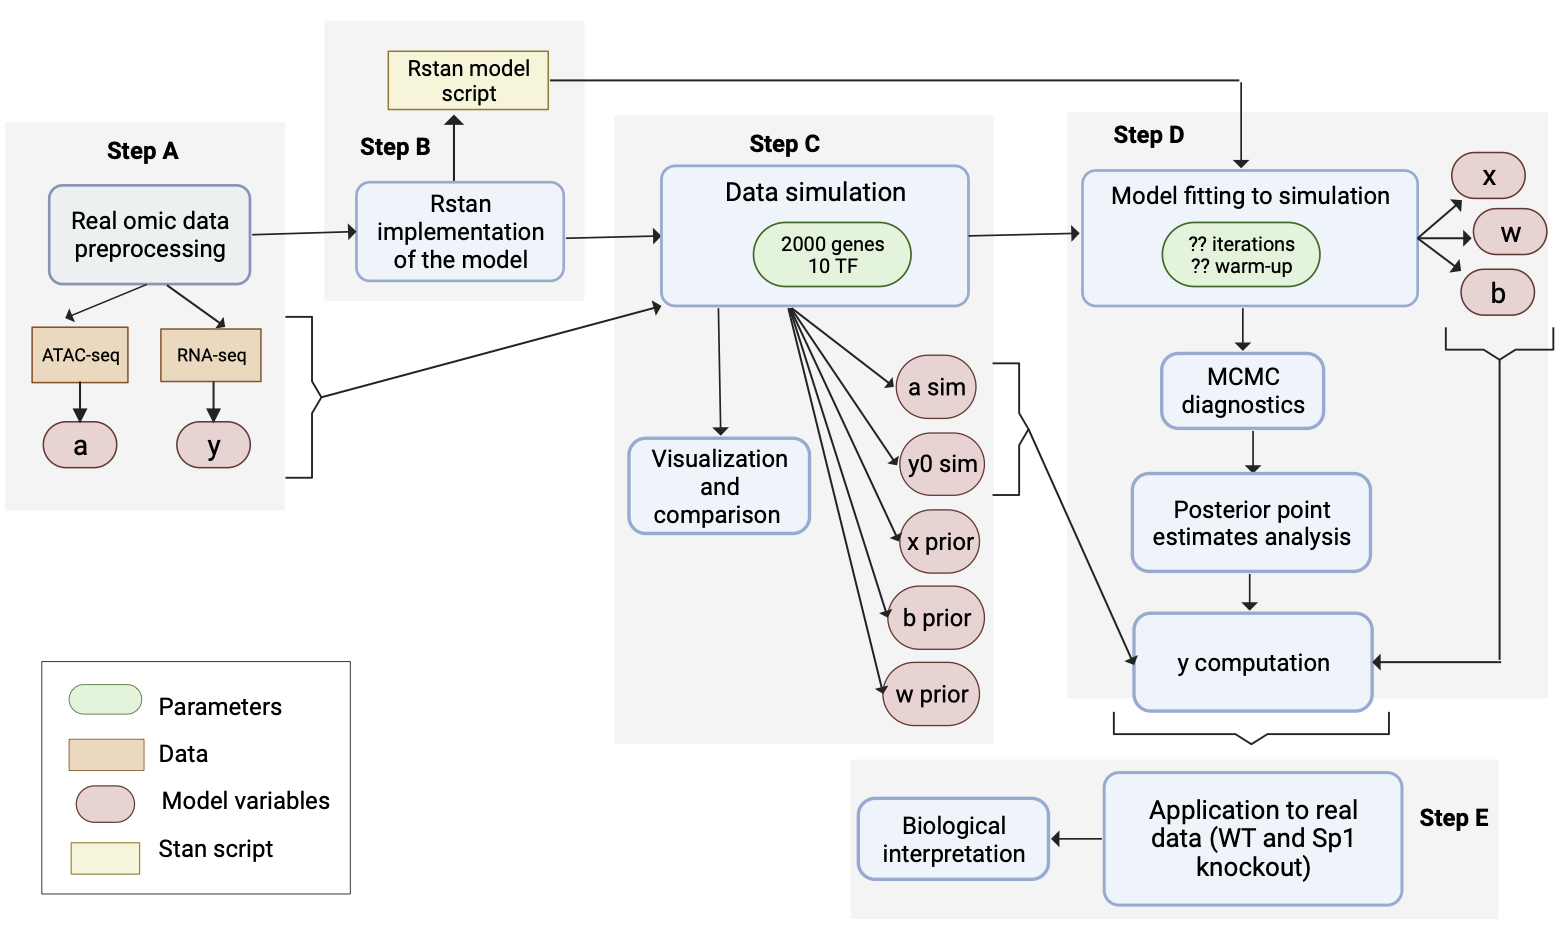 Step A
Real omic data
preprocessing
ATAC-seq
RNA-seq
a
y
Rstan model
script
Step B
Rstan
implementation
of the model
Step C
Data simulation
2000 genes
10 TF
Visualization
and
comparison
a sim
y0 sim
x prior
b prior
w prior
Step D
Model fitting to simulation
?? iterations
?? warm-up
x
w
b
MCMC
diagnostics
Posterior point
estimates analysis
y computation
Step E
Application to real
data (WT and Sp1
knockout)
Biological
interpretation
Parameters
Data
Model variables
Stan script